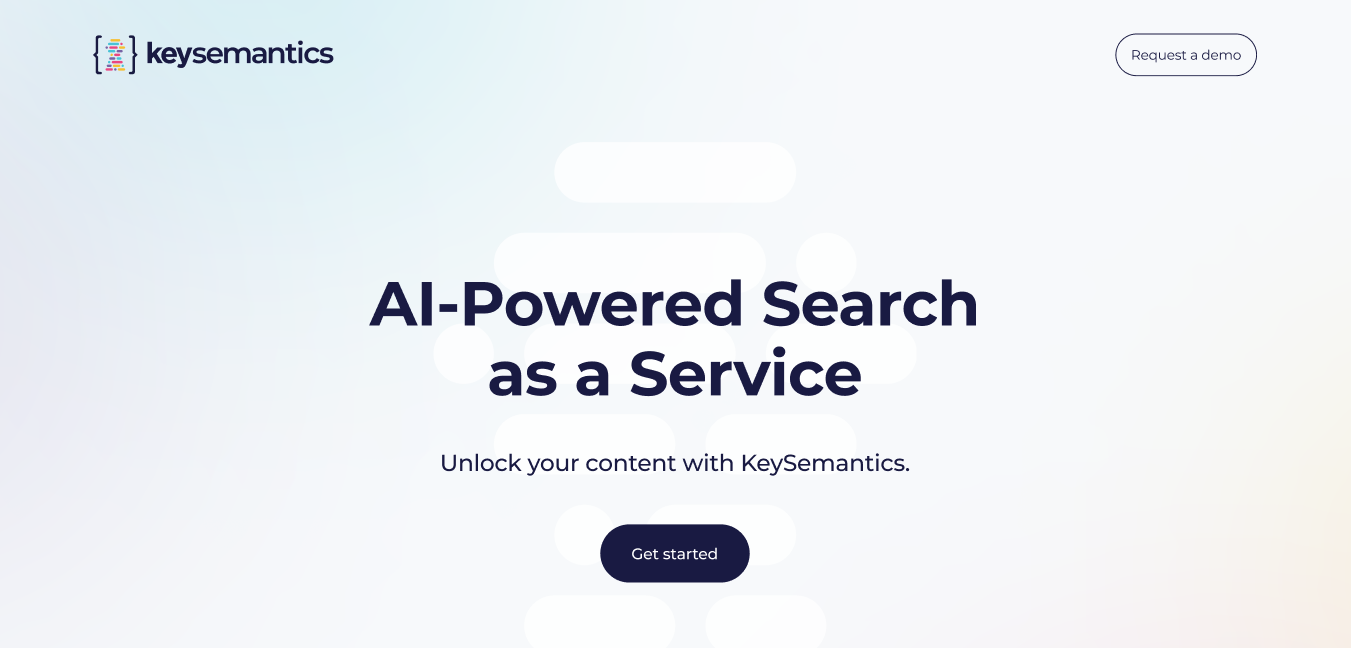 keysemantics
Request a demo
AI-Powered Search
as a Service
Unlock your content with KeySemantics.
Get started